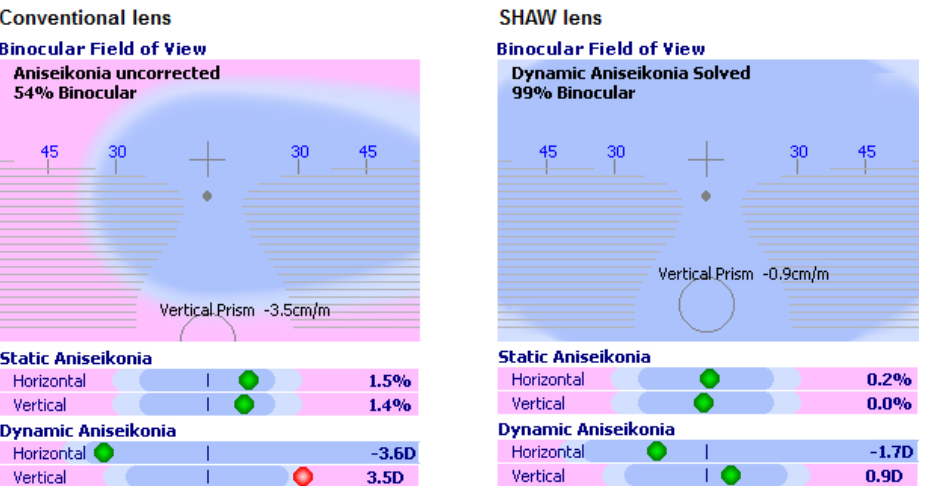 Conventional lens
Binocular Field of View
Aniseikonia uncorrected
54% Binocular
45 30 30 45
Vertical Prism -3.5cm/m
Static Aniseikonia
Horizontal 1.5%
Vertical 1.4%
Dynamic Aniseikonia
Horizontal -3.6D
Vertical 3.5D
SHAW lens
Binocular Field of View
Dynamic Aniseikonia Solved
99% Binocular
45 30 30 45
Vertical Prism -0.9cm/m
Static Aniseikonia
Horizontal 0.2%
Vertical 0.0%
Dynamic Aniseikonia
Horizontal -1.7D
Vertical 0.9D